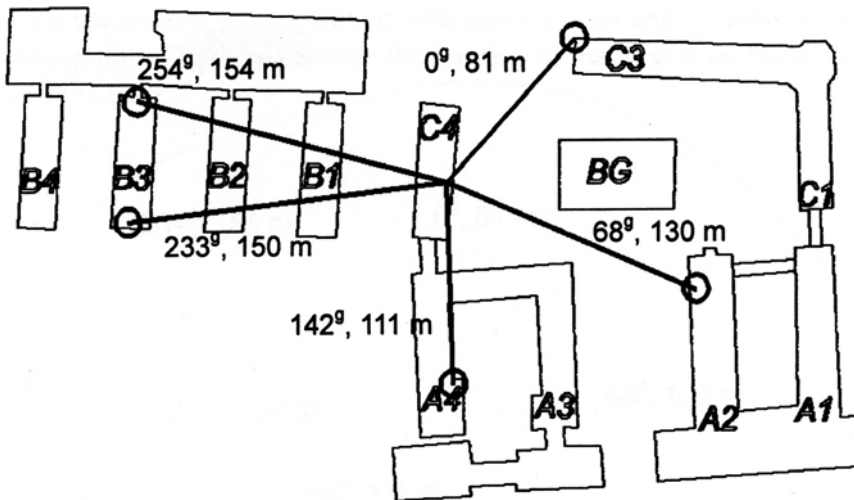 254g, 154 m
0g, 81 m
C3
C4
B4
B3
B2
B1
BG
C1
233g, 150 m
68g, 130 m
142g, 111 m
A4
A3
A2
A1